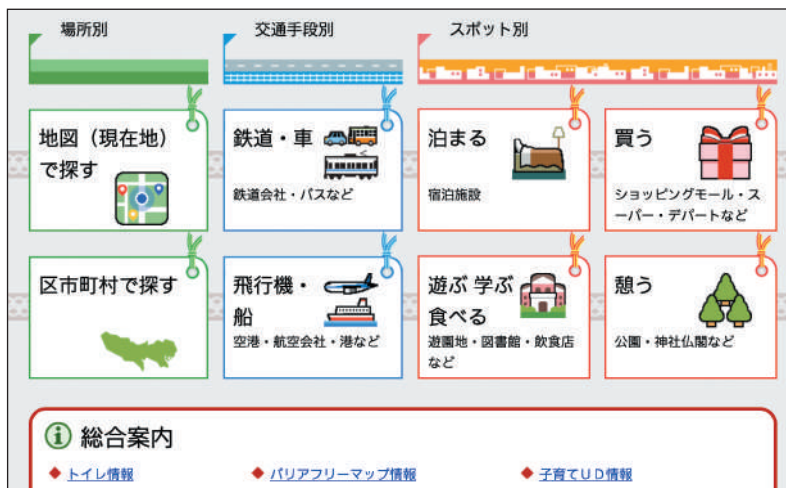 場所別
交通手段別
スポット別
地図（現在地）
で探す
鉄道・車
鉄道会社・バスなど
泊まる
宿泊施設
買う
ショッピングモール・ス
ーパー・デパートなど
区市町村で探す
飛行機・
船
空港・航空会社・港など
遊ぶ 学ぶ
食べる
遊園地・図書館・飲食店
など
憩う
公園・神社仏閣など
総合案内
トイレ情報
バリアフリーマップ情報
子育てＵＤ情報